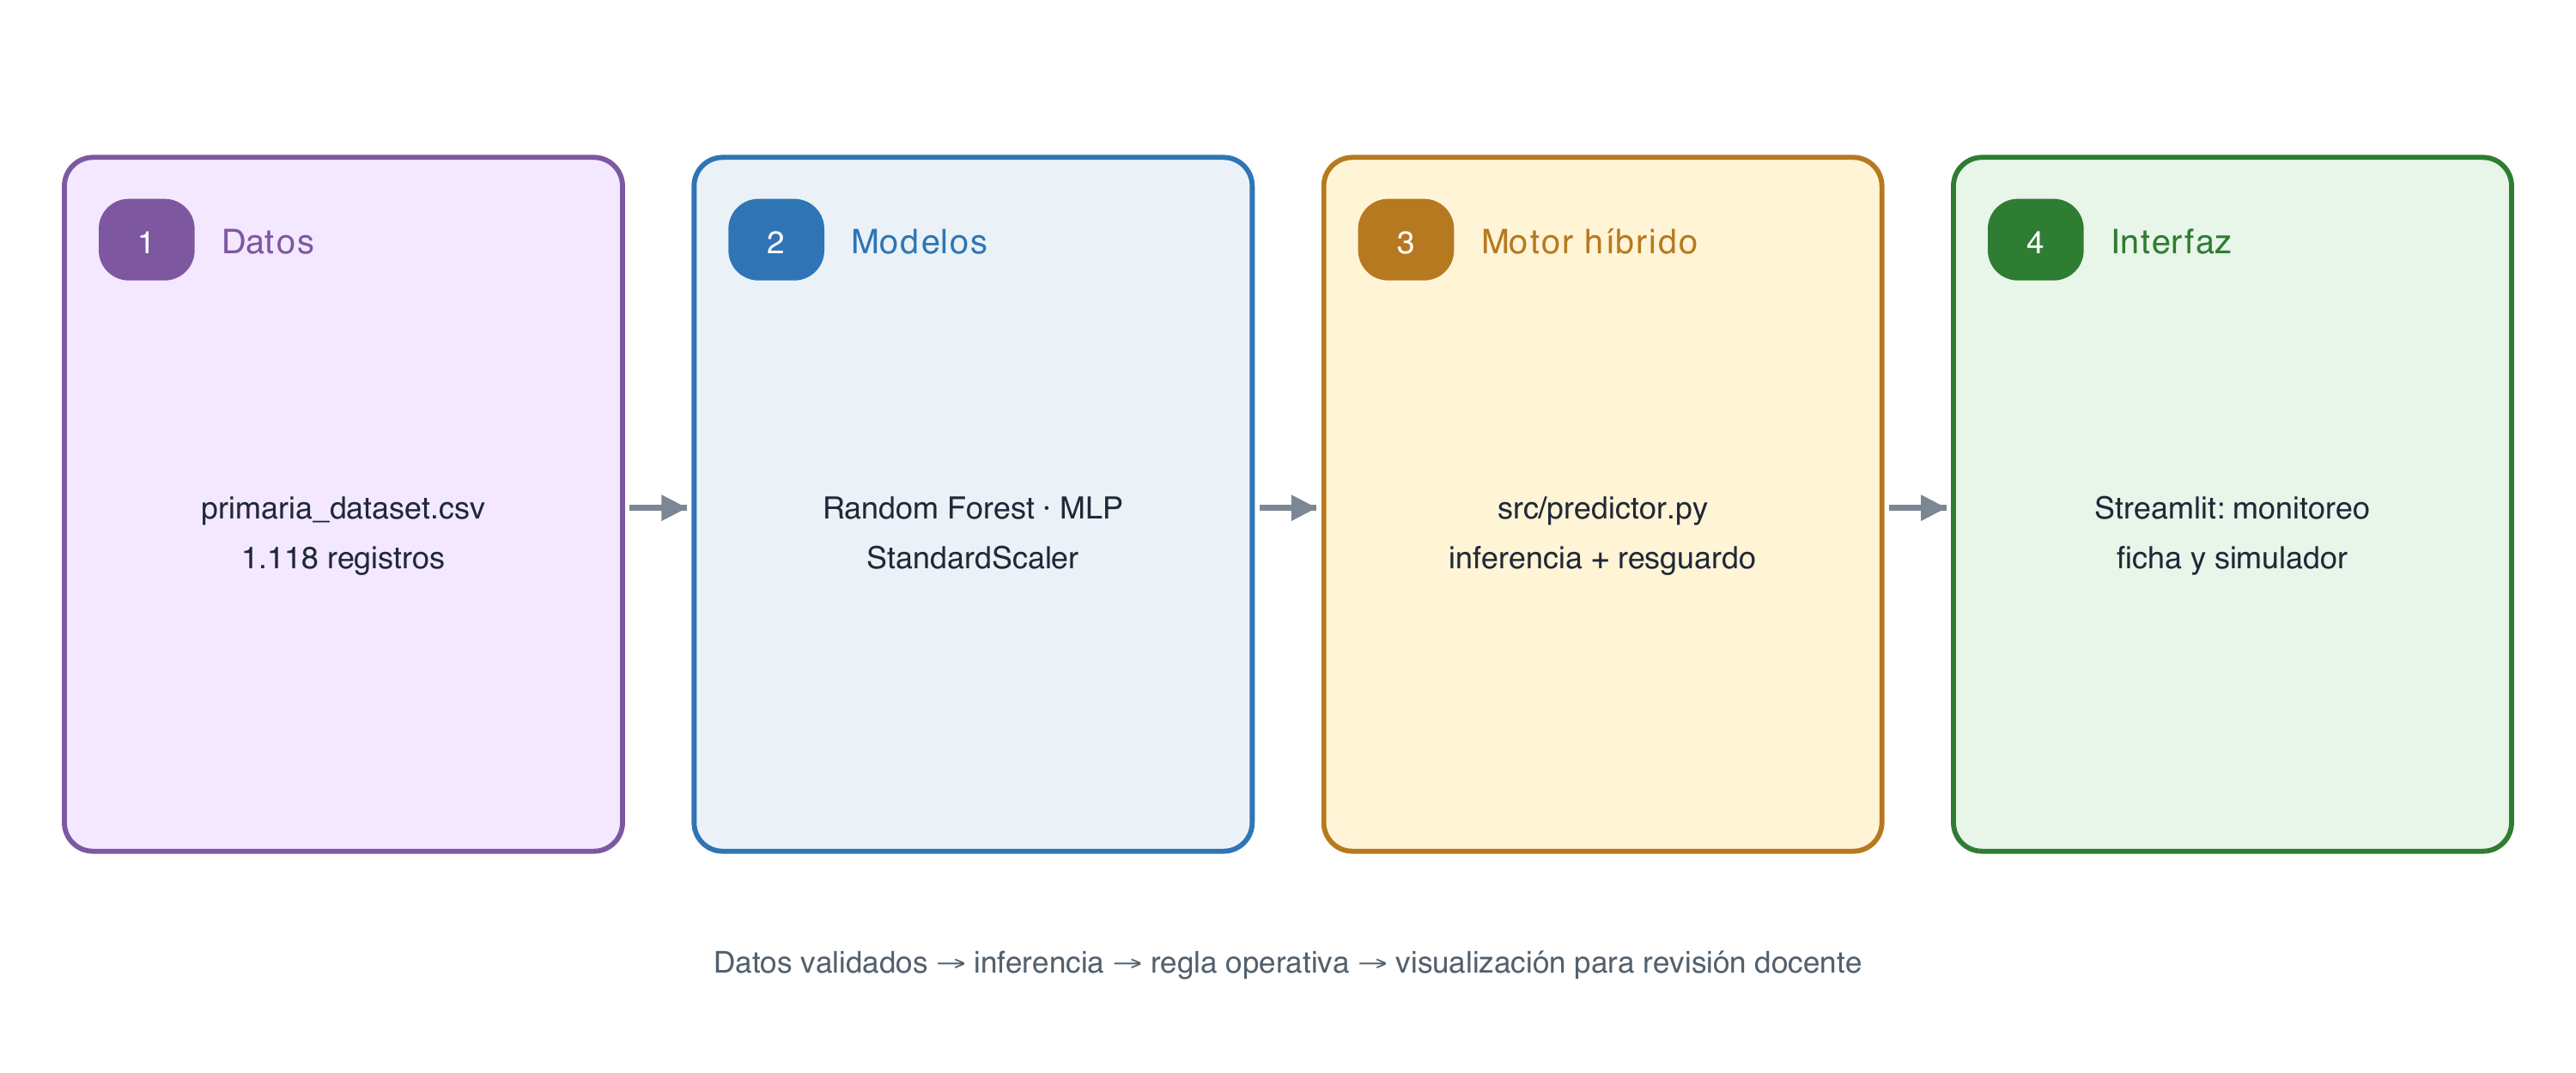 1 Datos
primaria_dataset.csv
1.118 registros
2 Modelos
Random Forest · MLP
StandardScaler
3 Motor híbrido
src/predictor.py
inferencia + resguardo
4 Interfaz
Streamlit: monitoreo
ficha y simulador
Datos validados → inferencia → regla operativa → visualización para revisión docente